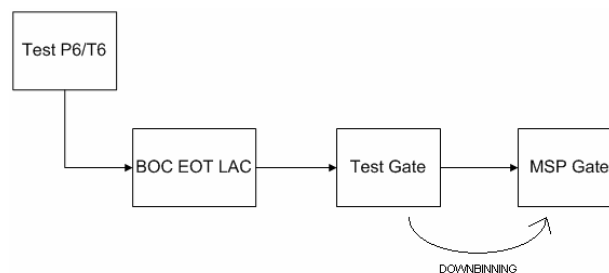 Test P6/T6
BOC EOT LAC
Test Gate
MSP Gate
DOWNBINNING